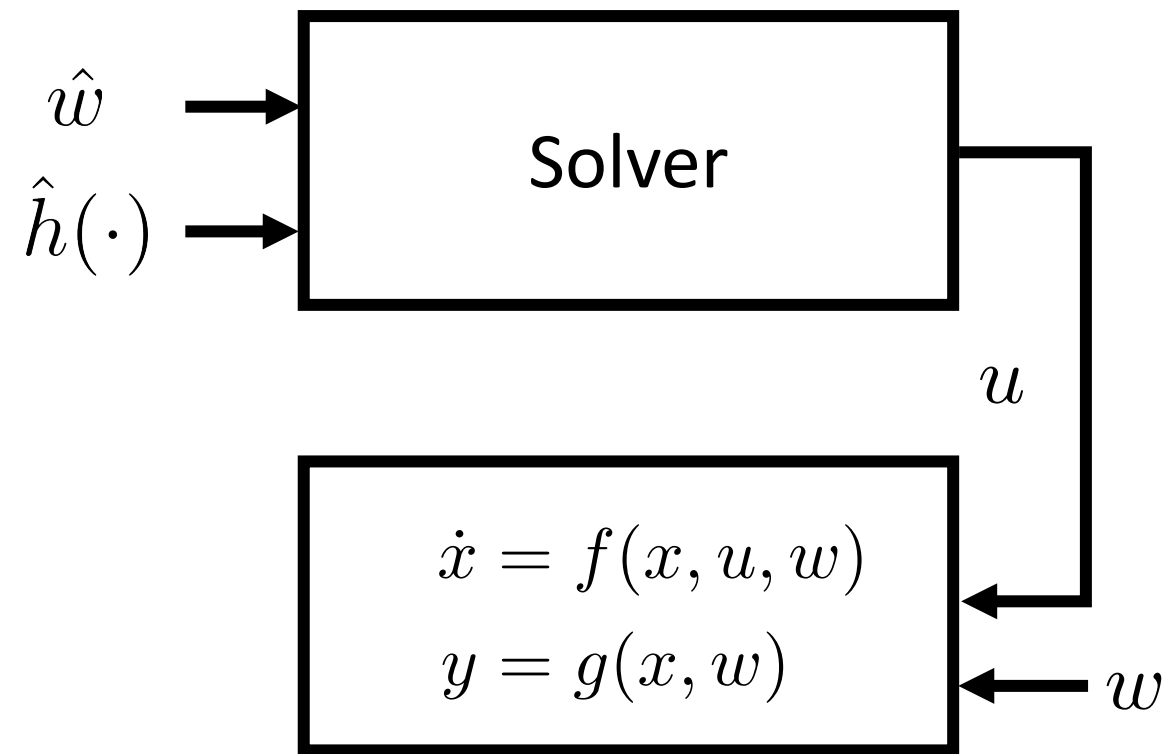 ŵ
Solver
ĥ(·)
u
ẋ = f(x, u, w)
y = g(x, w)
w